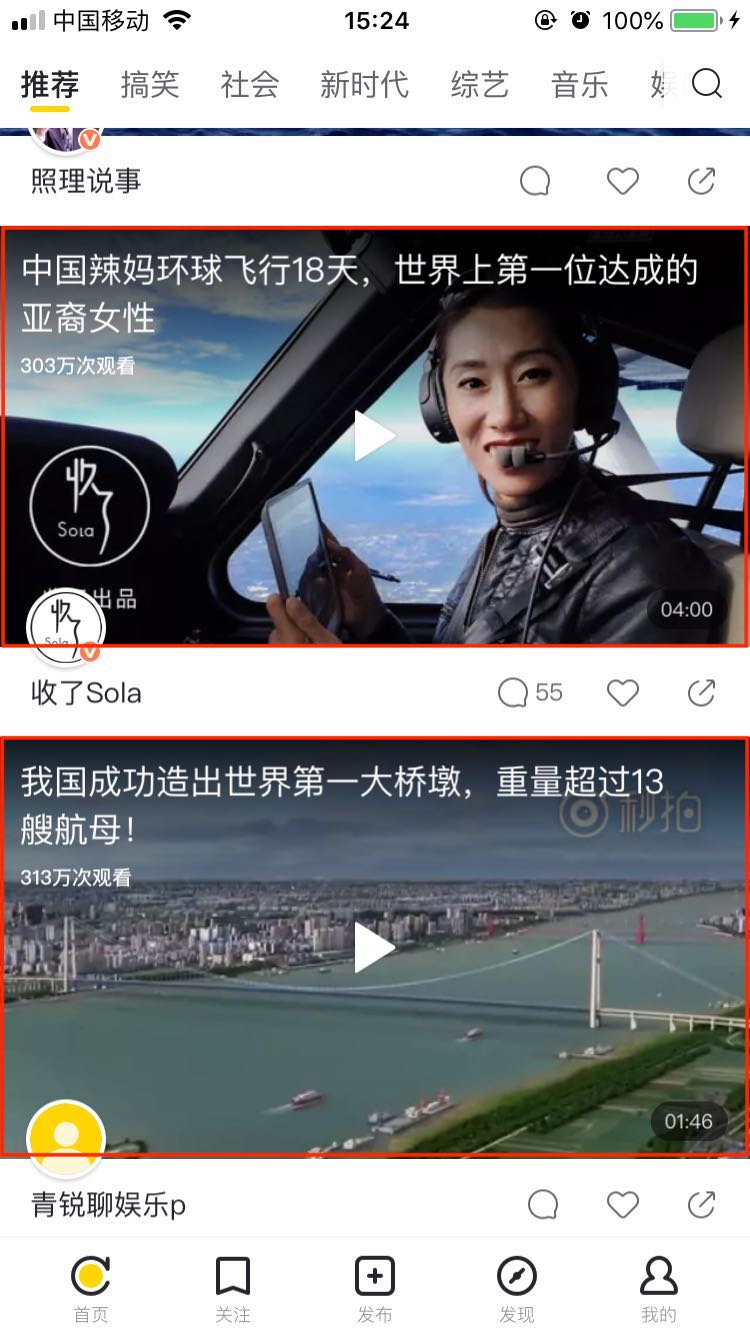 中国移动 15:24 100%
推荐 搞笑 社会 新时代 综艺 音乐
照理说事
中国辣妈环球飞行18天，世界上第一位达成的
亚裔女性
303万次观看
收了
Sola
出品
04:00
收了Sola 55
我国成功造出世界第一大桥墩，重量超过13
艘航母！
秒拍
313万次观看
01:46
青锐聊娱乐p
首页 关注 发布 发现 我的